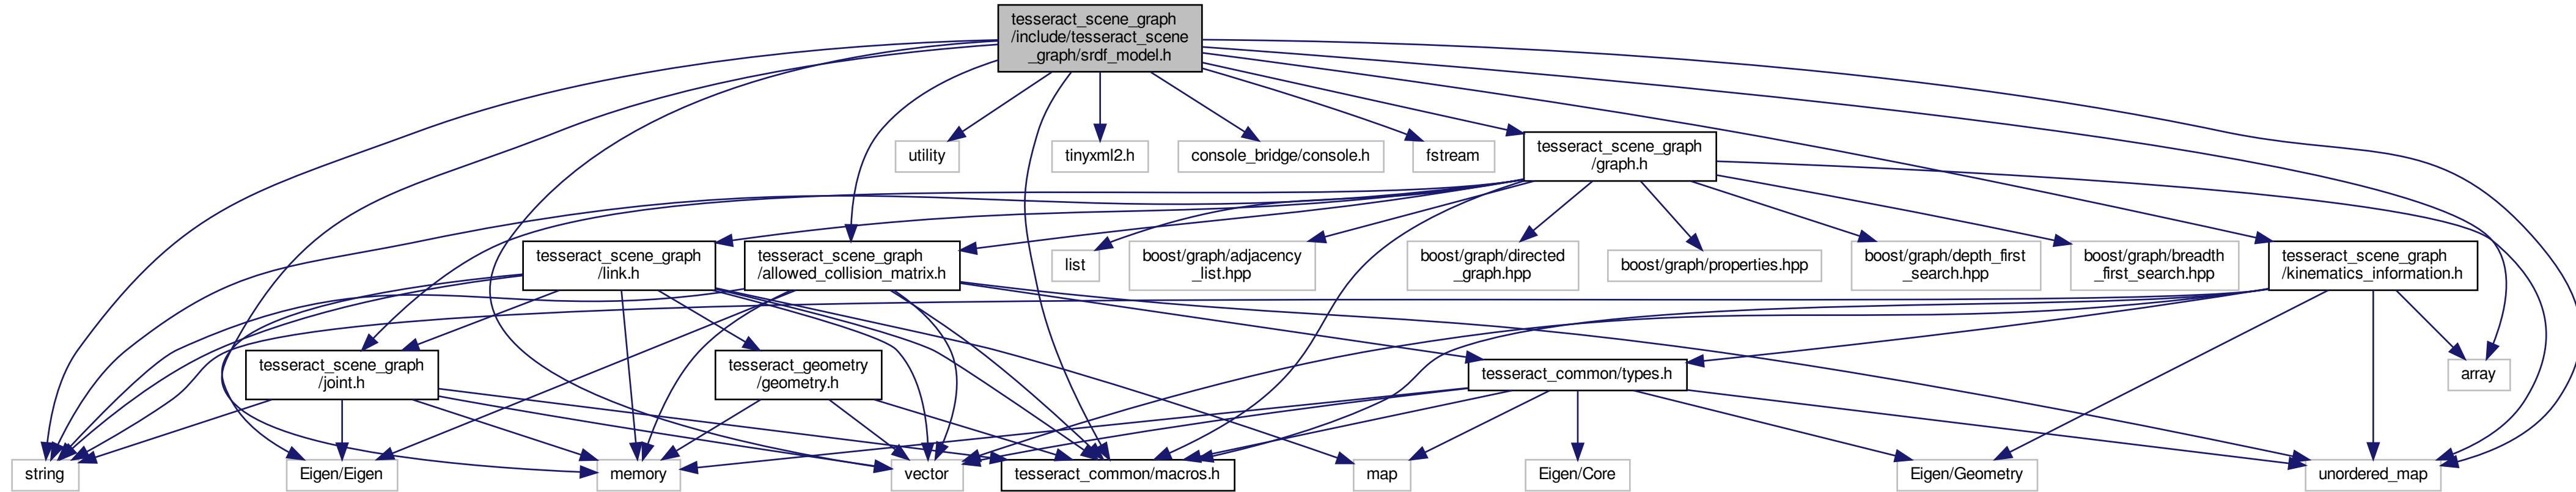 tesseract_scene_graph
/include/tesseract_scene
_graph/srdf_model.h
utility
tinyxml2.h
console_bridge/console.h
fstream
tesseract_scene_graph
/graph.h
tesseract_scene_graph
/link.h
tesseract_scene_graph
/allowed_collision_matrix.h
list
boost/graph/adjacency
_list.hpp
boost/graph/directed
_graph.hpp
boost/graph/properties.hpp
boost/graph/depth_first
_search.hpp
boost/graph/breadth
_first_search.hpp
tesseract_scene_graph
/kinematics_information.h
tesseract_scene_graph
/joint.h
tesseract_geometry
/geometry.h
tesseract_common/types.h
array
string
Eigen/Eigen
memory
vector
tesseract_common/macros.h
map
Eigen/Core
Eigen/Geometry
unordered_map